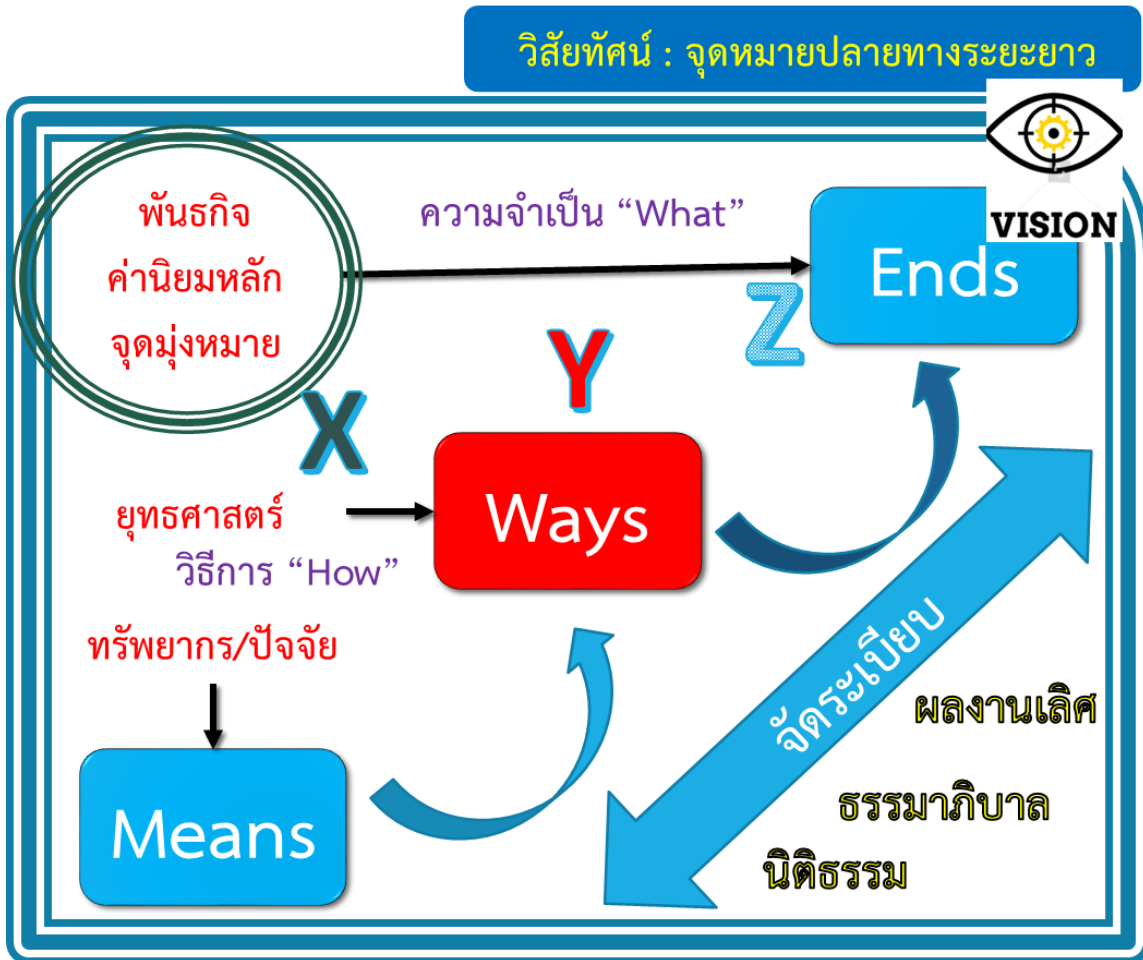 วิสัยทัศน์ : จุดหมายปลายทางระยะยาว
VISION
พันธกิจ
ค่านิยมหลัก
จุดมุ่งหมาย
ความจำเป็น “What”
Ends
X
Y
Z
ยุทธศาสตร์
วิธีการ “How”
Ways
ทรัพยากร/ปัจจัย
Means
จัดระเบียบ
ผลงานเลิศ
ธรรมาภิบาล
นิติธรรม